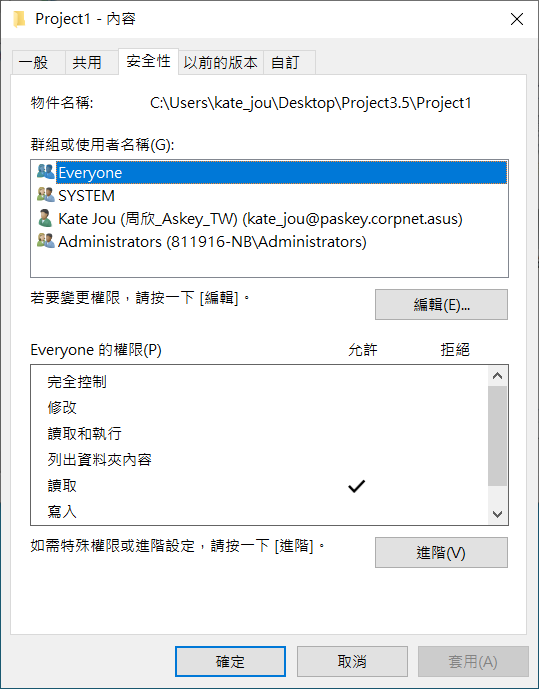 Project1 - 內容
一般 共用 安全性 以前的版本 自訂
物件名稱: C:\Users\kate_jou\Desktop\Project3.5\Project1
群組或使用者名稱(G):
Everyone
SYSTEM
Kate Jou (周欣_Askey_TW) (kate_jou@paskey.corpnet.asus)
Administrators (811916-NB\Administrators)
若要變更權限，請按一下 [編輯]。
編輯(E)...
Everyone 的權限(P) 允許 拒絕
完全控制
修改
讀取和執行
列出資料夾內容
讀取
寫入
如需特殊權限或進階設定，請按一下 [進階]。
進階(V)
確定 取消 套用(A)